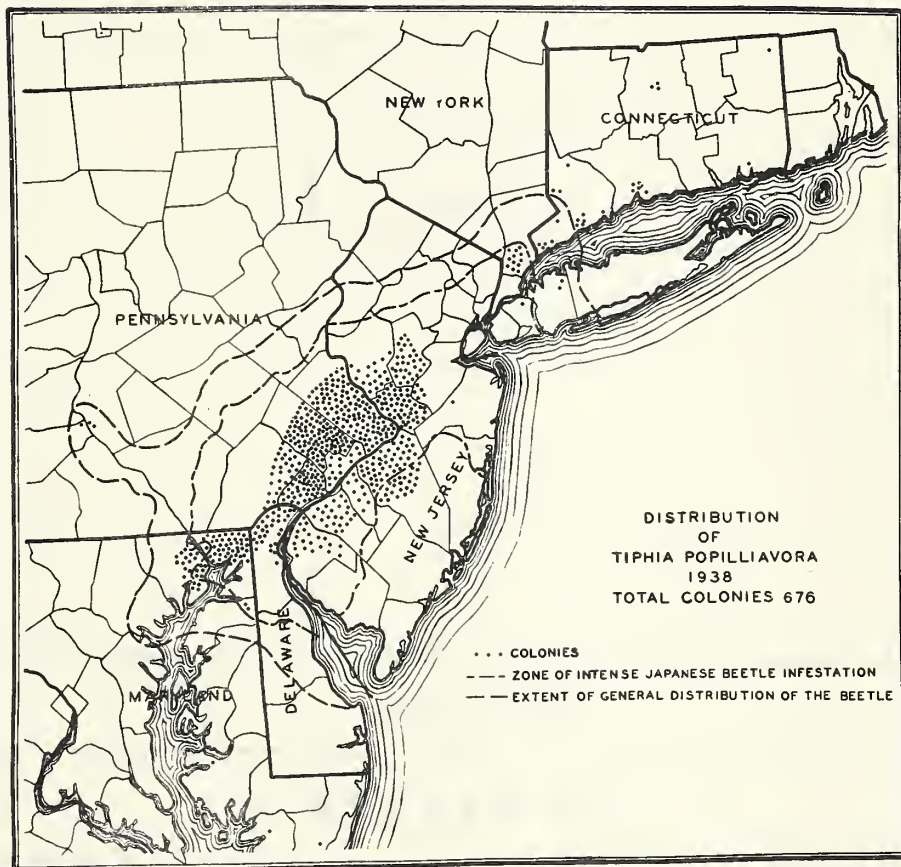 NEW YORK
CONNECTICUT
PENNSYLVANIA
NEW JERSEY
DISTRIBUTION
OF
TIPHIA POPILLIAVORA
1938
TOTAL COLONIES 676
DELAWARE
MARYLAND
COLONIES
ZONE OF INTENSE JAPANESE BEETLE INFESTATION
EXTENT OF GENERAL DISTRIBUTION OF THE BEETLE